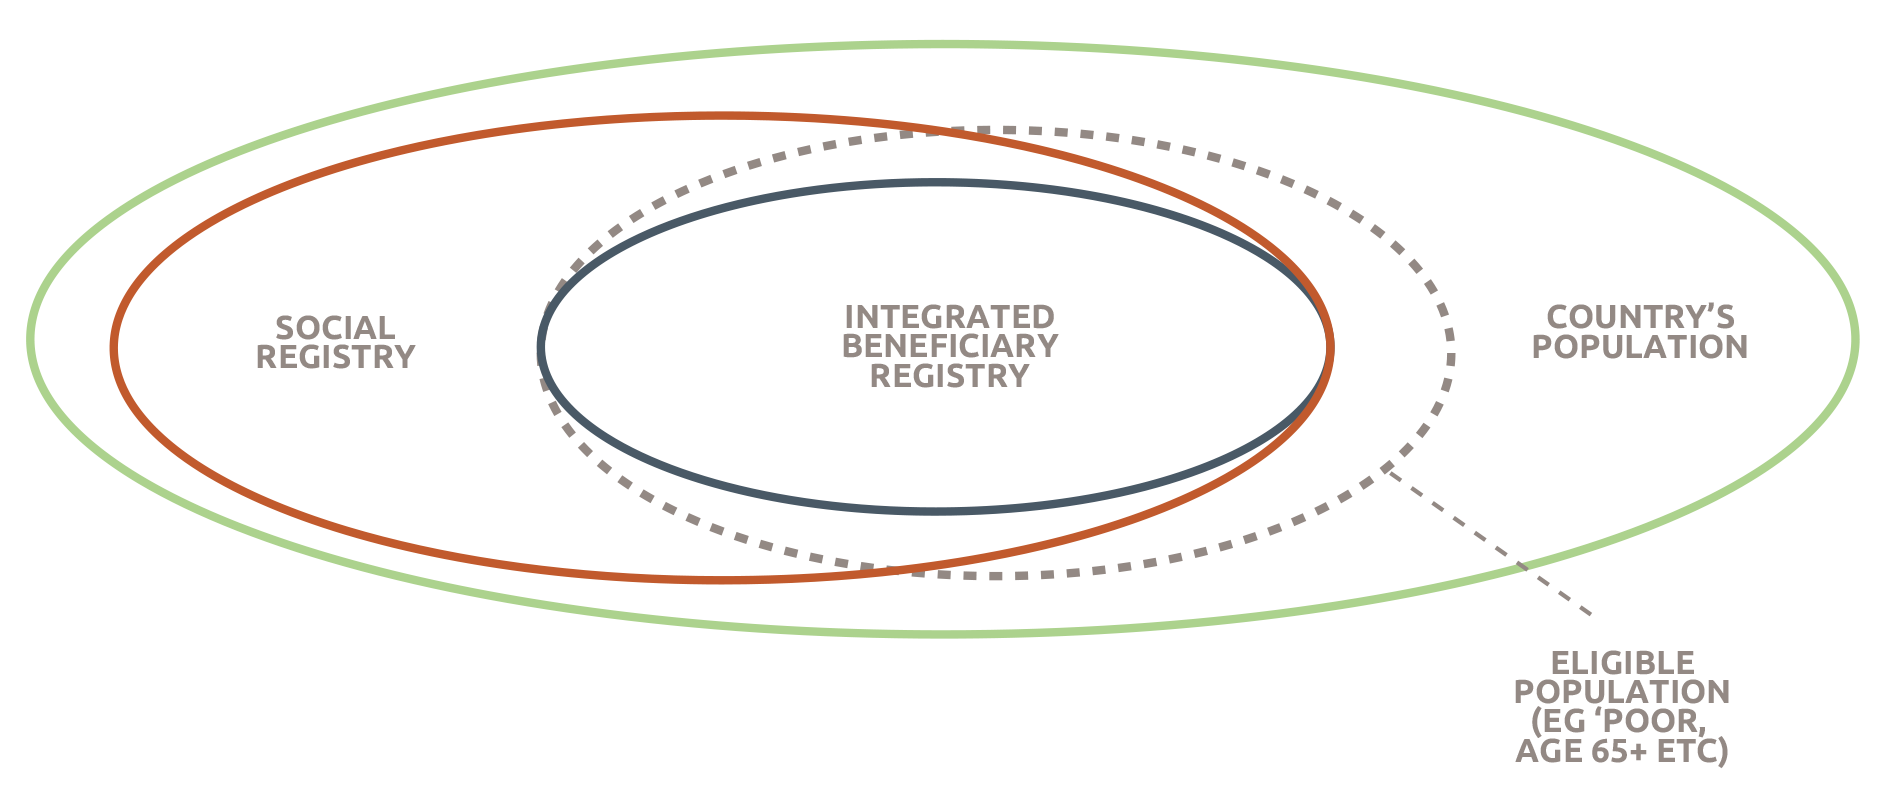 SOCIAL
REGISTRY
INTEGRATED
BENEFICIARY
REGISTRY
COUNTRY’S
POPULATION
ELIGIBLE
POPULATION
(EG ‘POOR,
AGE 65+ ETC)